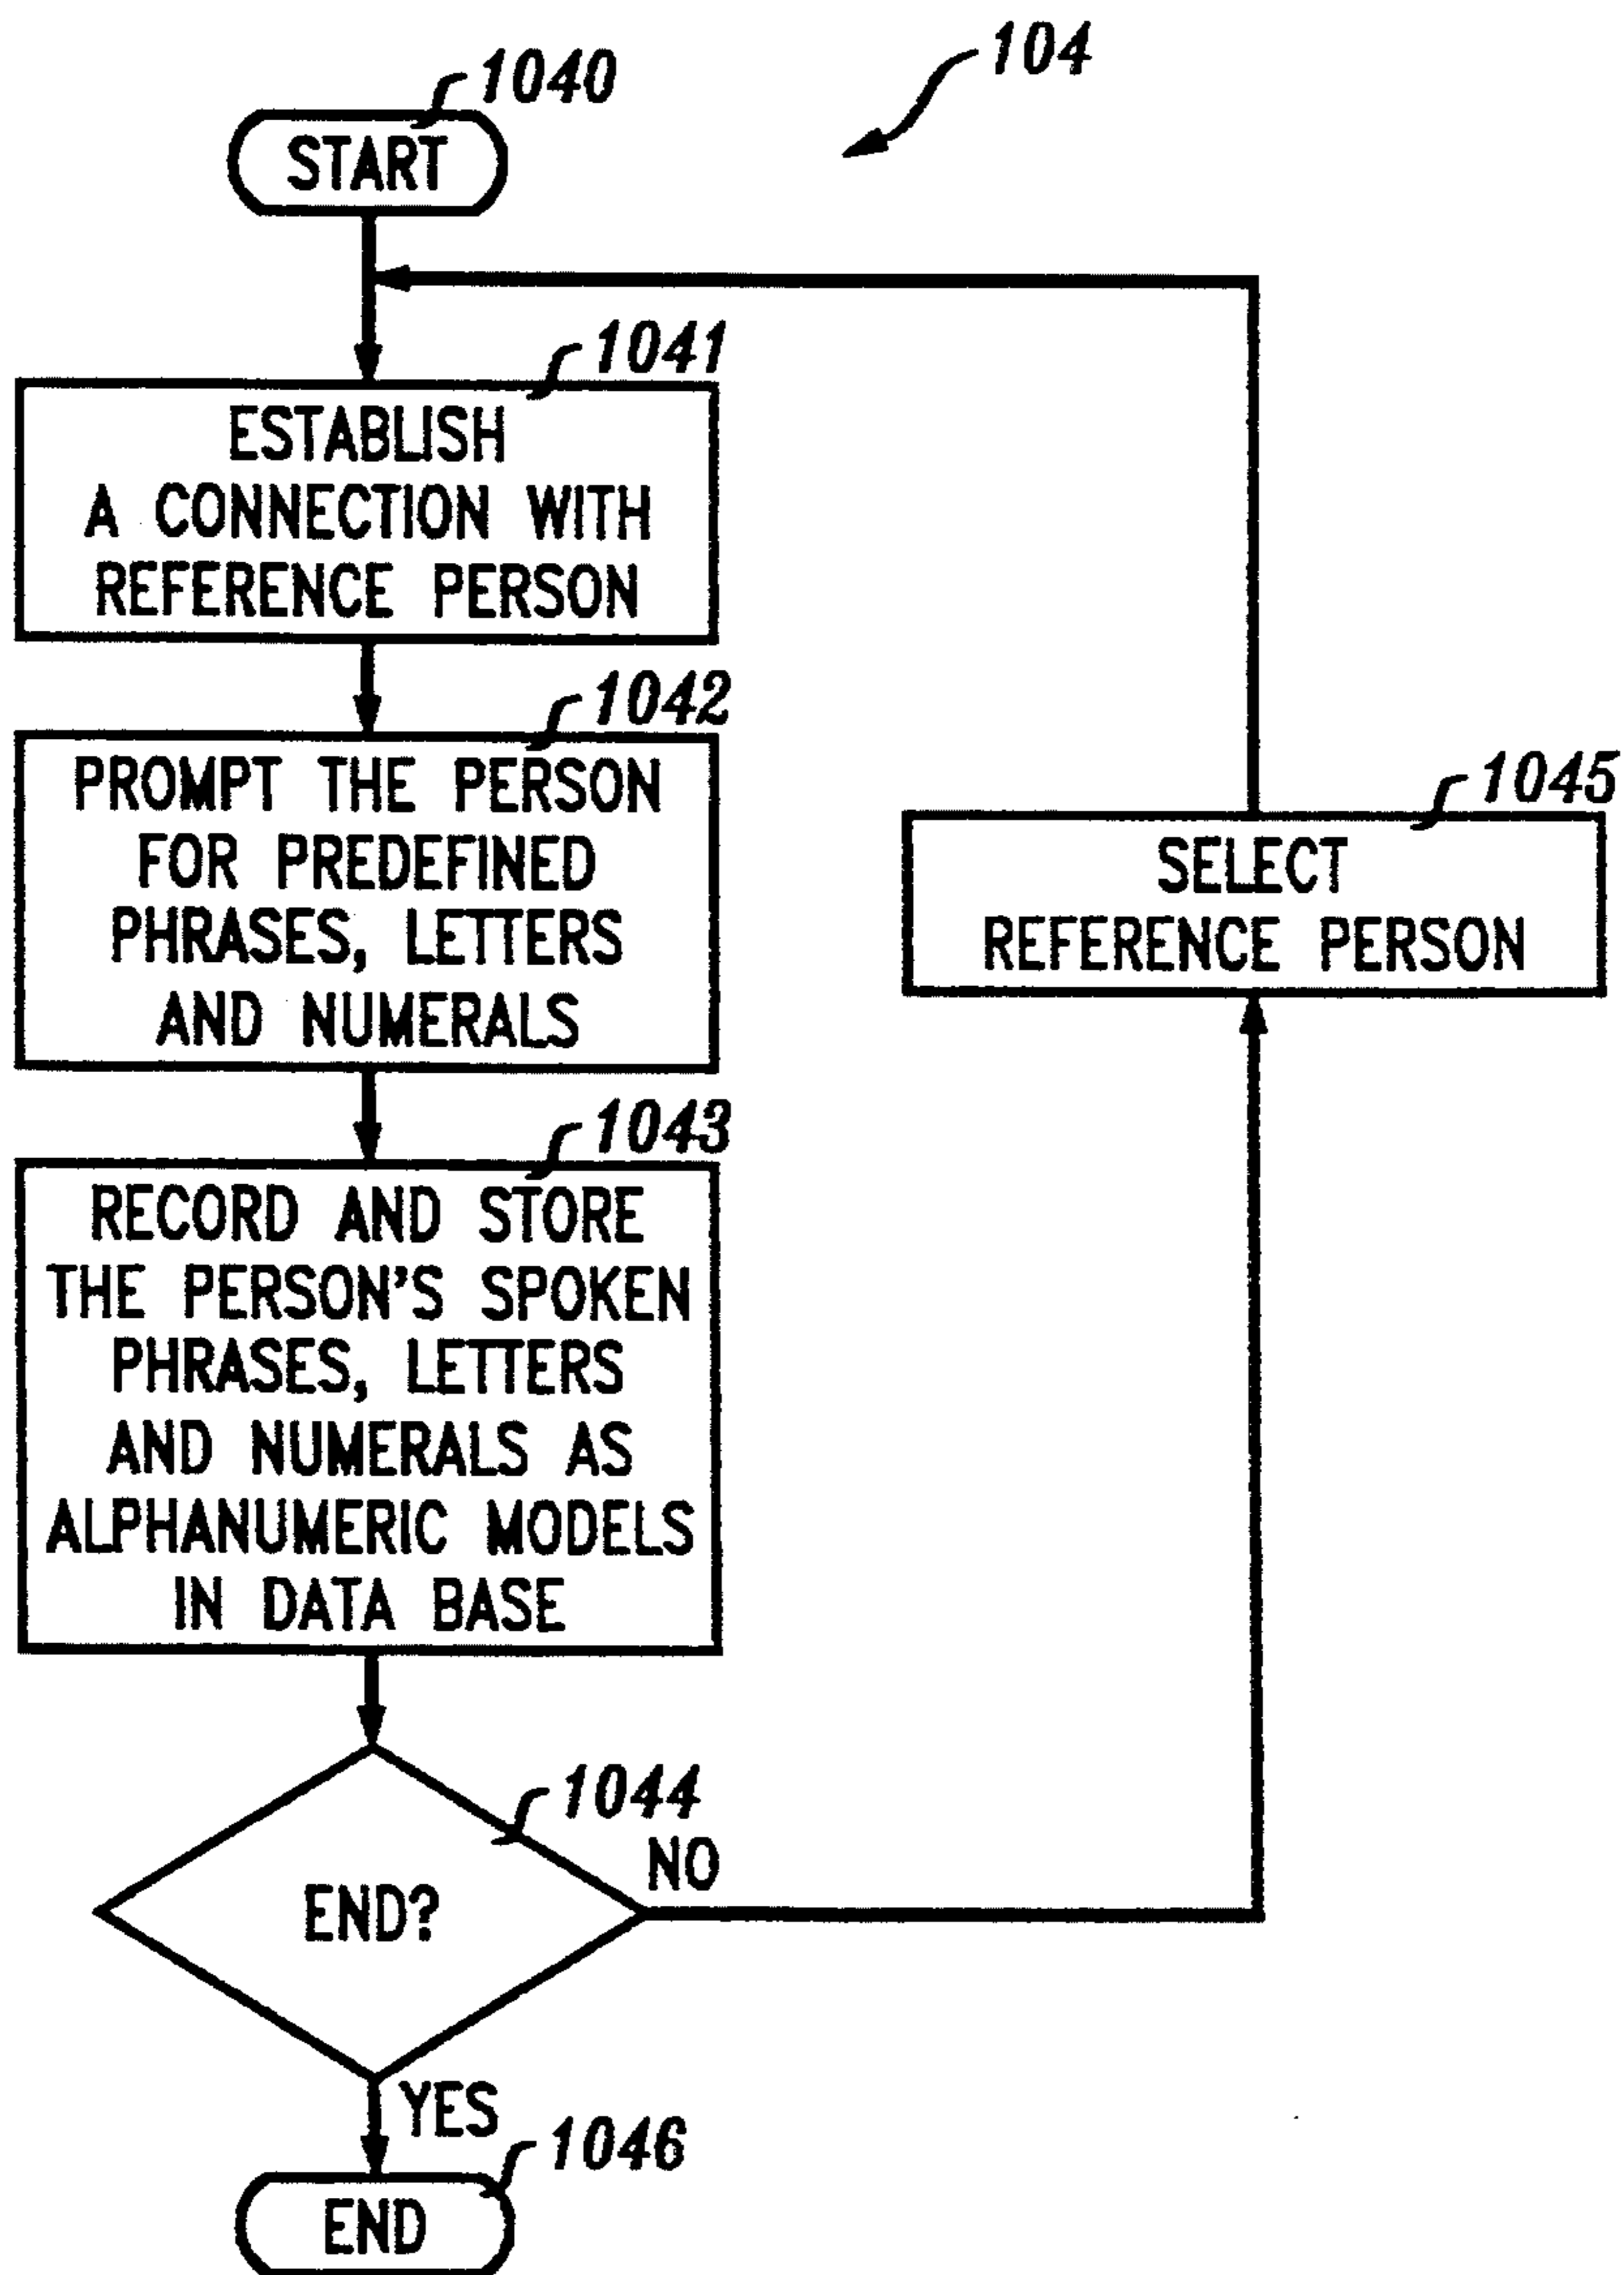 104
1040
START
1041
ESTABLISH
A CONNECTION WITH
REFERENCE PERSON
1042
PROMPT THE PERSON
FOR PREDEFINED
PHRASES, LETTERS
AND NUMERALS
1045
SELECT
REFERENCE PERSON
1043
RECORD AND STORE
THE PERSON'S SPOKEN
PHRASES, LETTERS
AND NUMERALS AS
ALPHANUMERIC MODELS
IN DATA BASE
1044
NO
END?
YES
1046
END